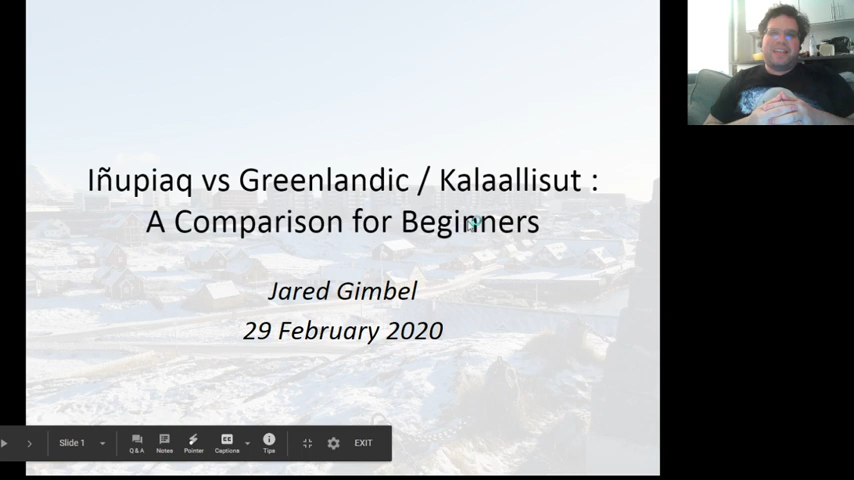 Iñupiaq vs Greenlandic / Kalaallisut :
A Comparison for Beginners
Jared Gimbel
29 February 2020
Slide 1
Q & A
Notes
Pointer
CC
Captions
Tips
EXIT